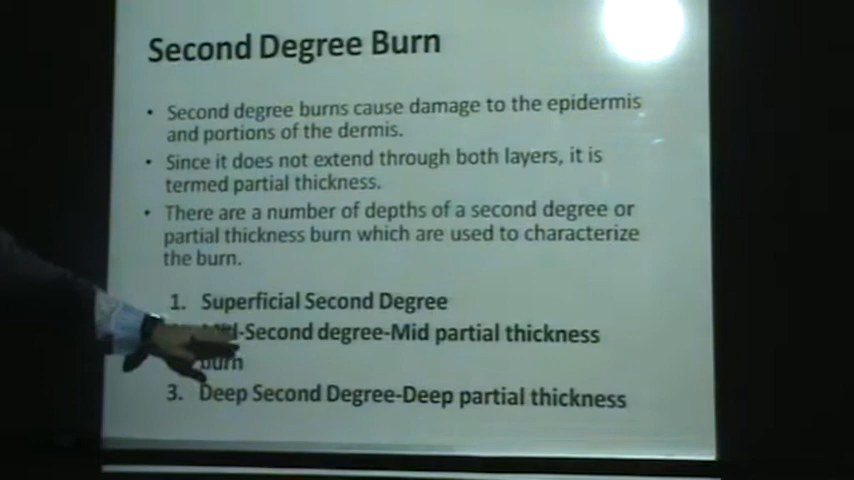 Second Degree Burn
• Second degree burns cause damage to the epidermis
and portions of the dermis.
• Since it does not extend through both layers, it is
termed partial thickness.
• There are a number of depths of a second degree or
partial thickness burn which are used to characterize
the burn.
1. Superficial Second Degree
-Second degree-Mid partial thickness
burn
3. Deep Second Degree-Deep partial thickness